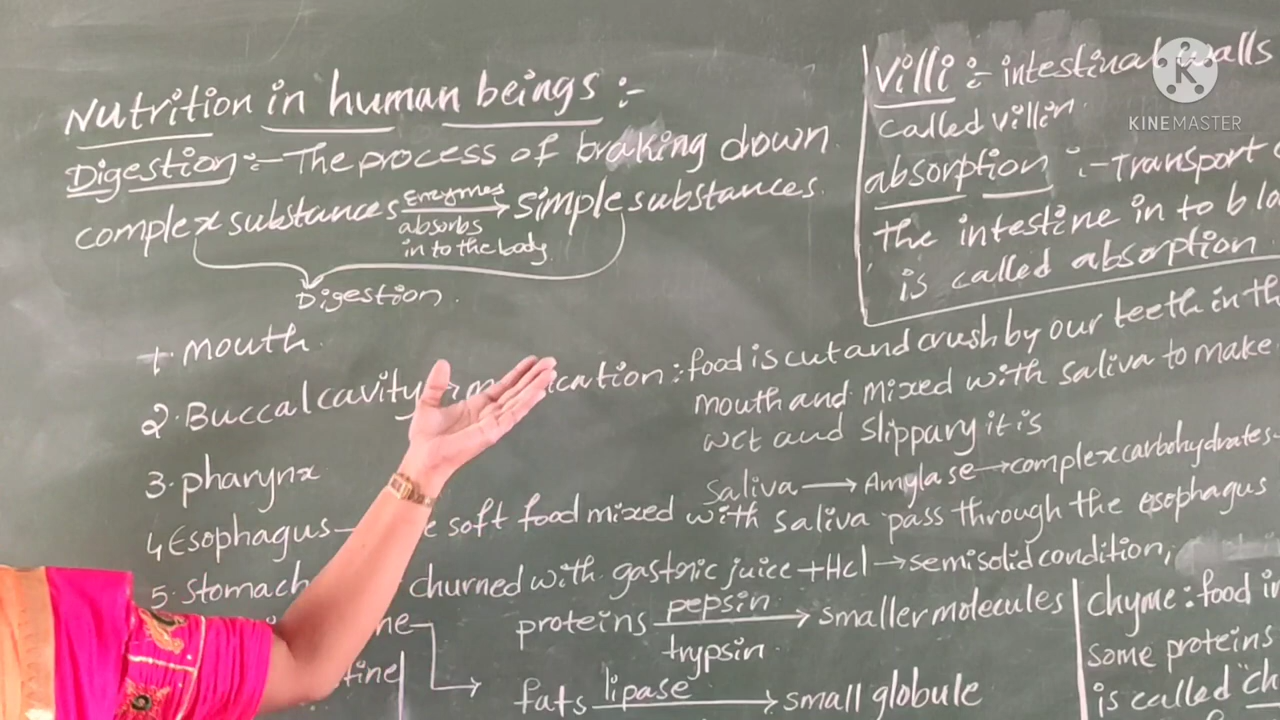 Nutrition in human beings :-
Digestion :- The process of braking down
complex substances enzymes simple substances.
absorbs
in to the body
Digestion.
1. mouth.
2. Buccal cavity → : food is cut and crush by our teeth in
mouth and mixed with saliva to make
wet and slippary it is
3. pharynx
Saliva → Amylase → complex carbohydrates
4 Esophagus — soft food mixed with saliva pass through the esophagus
5. Stomach churned with gastric juice + Hcl → semisolid condition,
proteins pepsin smaller molecules
trypsin
fats lipase small globule
villi :- intestinal walls
called villin
absorption :- Transport
the intestine in to
is called absorption
chyme : food in
some proteins
is called
KINEMASTER